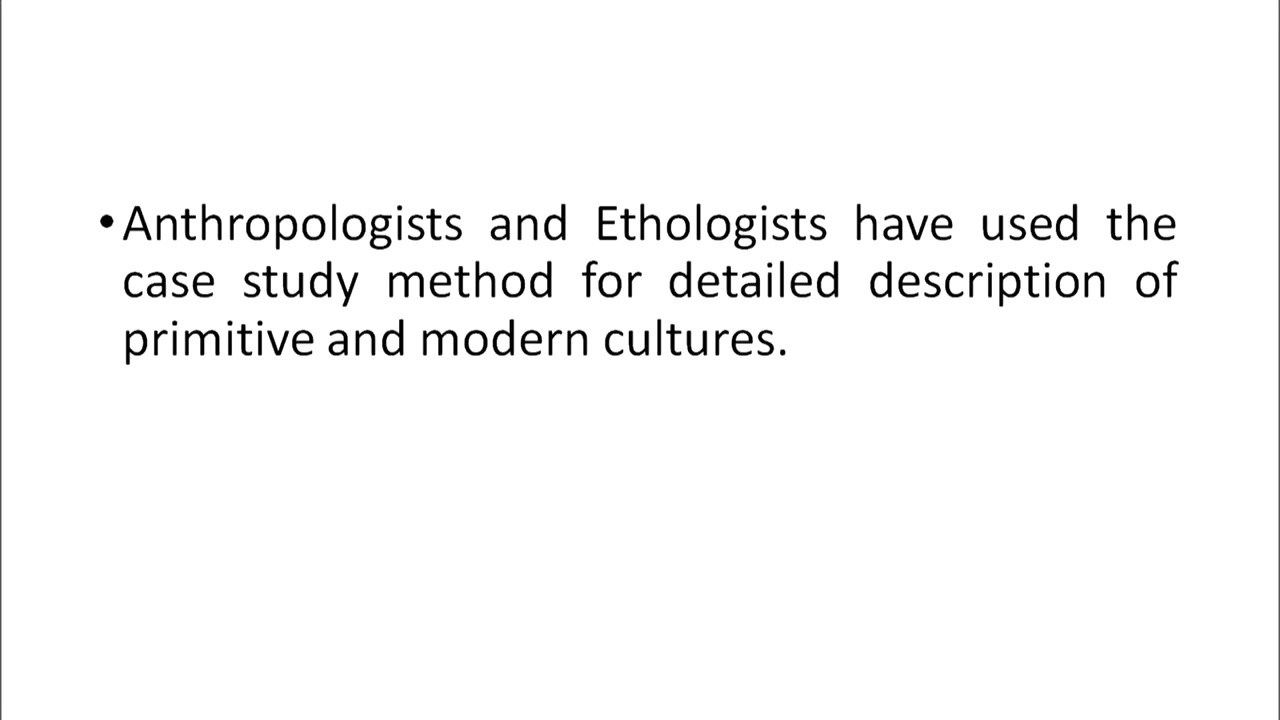 •Anthropologists and Ethologists have used the
case study method for detailed description of
primitive and modern cultures.